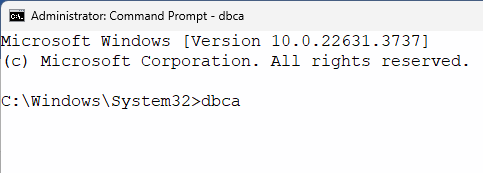 Administrator: Command Prompt - dbca
Microsoft Windows [Version 10.0.22631.3737]
(c) Microsoft Corporation. All rights reserved.
C:\Windows\System32>dbca